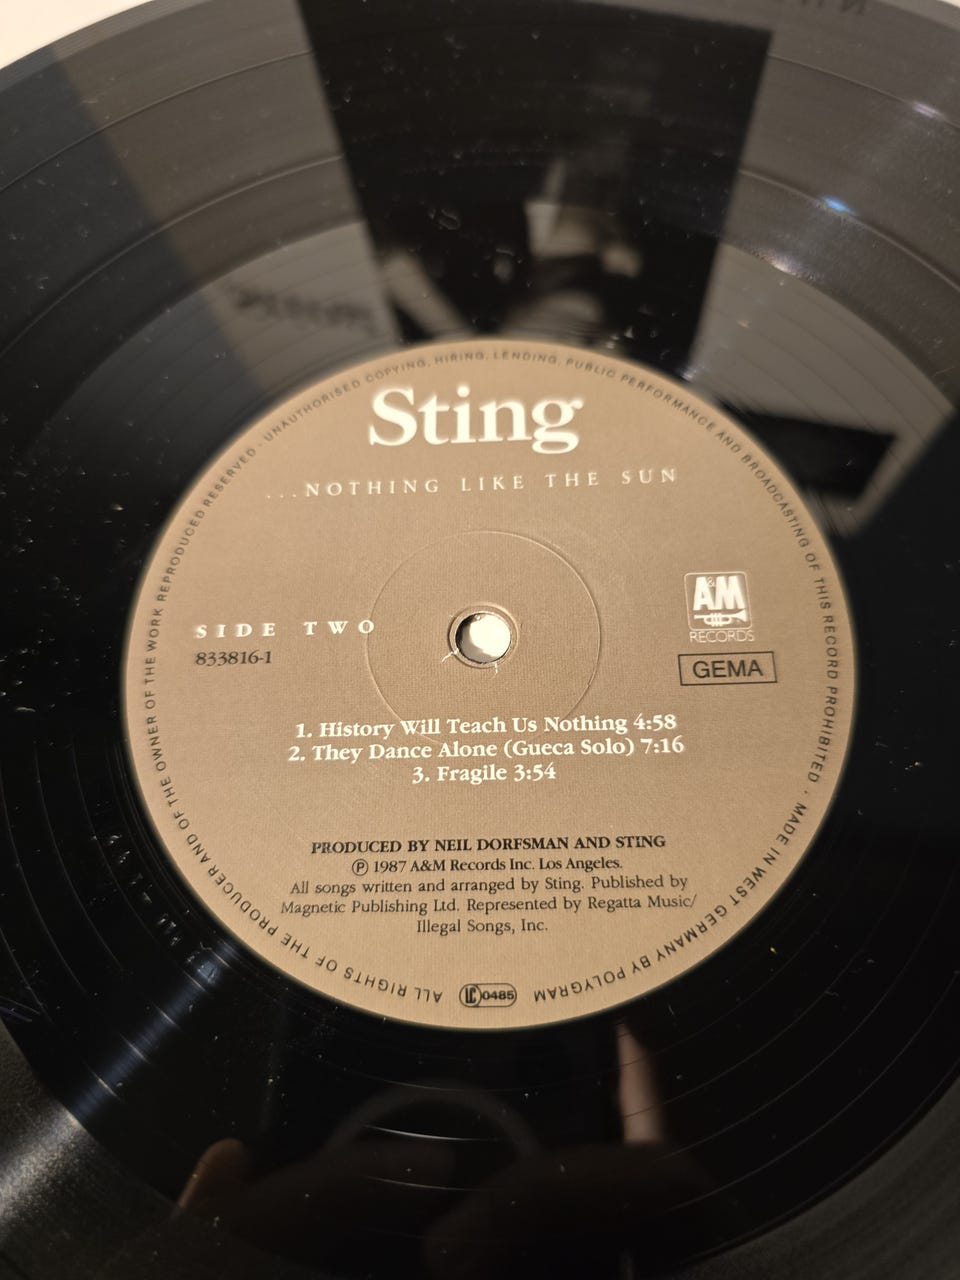 Sting
...NOTHING LIKE THE SUN
SIDE TWO
833816-1
A&M
RECORDS
GEMA
1. History Will Teach Us Nothing 4:58
2. They Dance Alone (Gueca Solo) 7:16
3. Fragile 3:54
PRODUCED BY NEIL DORFSMAN AND STING
Ⓟ 1987 A&M Records Inc. Los Angeles.
All songs written and arranged by Sting. Published by
Magnetic Publishing Ltd. Represented by Regatta Music/
Illegal Songs, Inc.
LC 0485
ALL RIGHTS OF THE PRODUCER AND OF THE OWNER OF THE WORK REPRODUCED RESERVED · UNAUTHORISED COPYING, HIRING, LENDING, PUBLIC PERFORMANCE AND BROADCASTING OF THIS RECORD PROHIBITED · MADE IN WEST GERMANY BY POLYGRAM